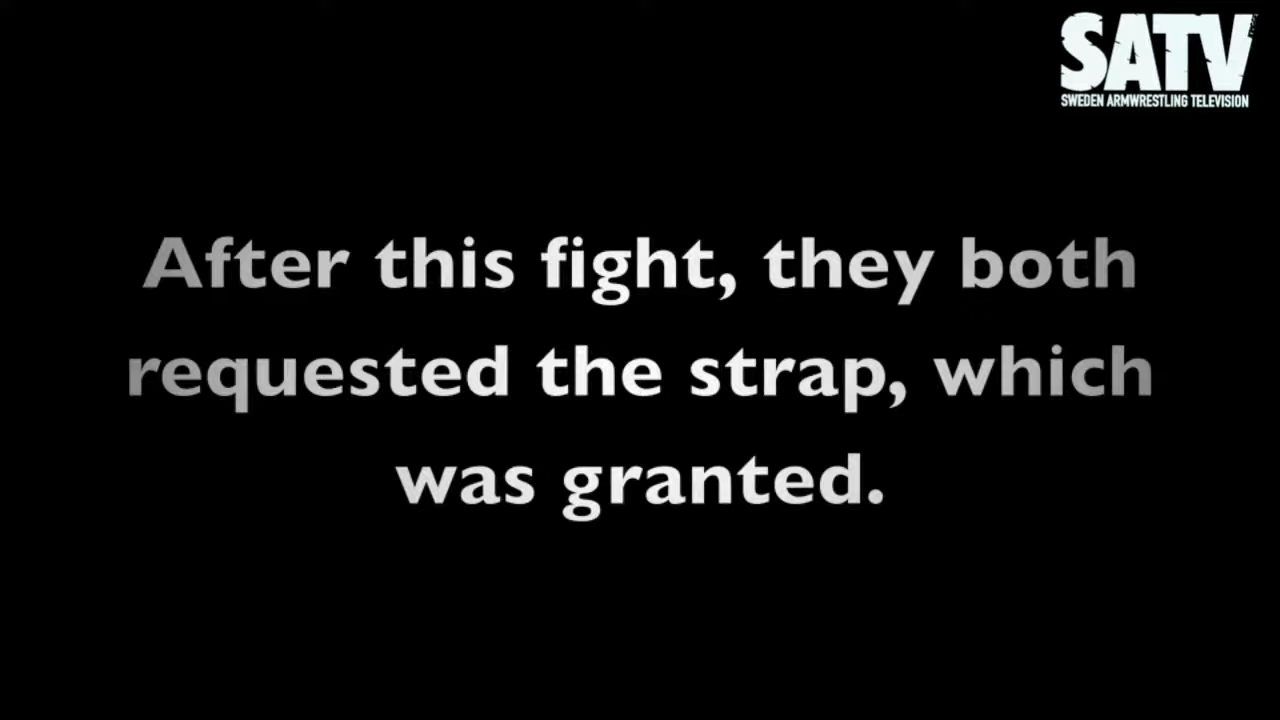 SATV
SWEDEN ARMWRESTLING TELEVISION
After this fight, they both
requested the strap, which
was granted.